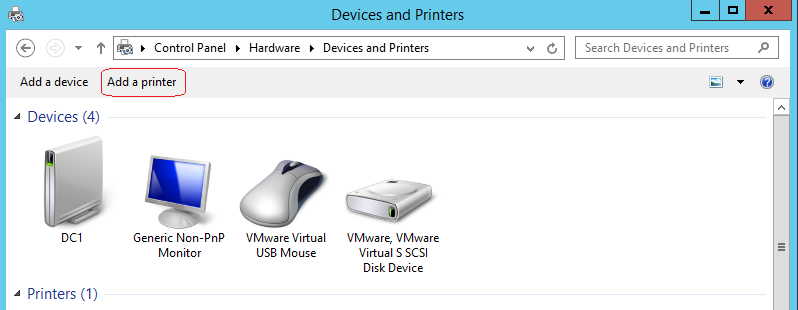 Devices and Printers
Control Panel Hardware Devices and Printers
Search Devices and Printers
Add a device Add a printer
Devices (4)
DC1
Generic Non-PnP
Monitor
VMware Virtual
USB Mouse
VMware, VMware
Virtual S SCSI
Disk Device
Printers (1)